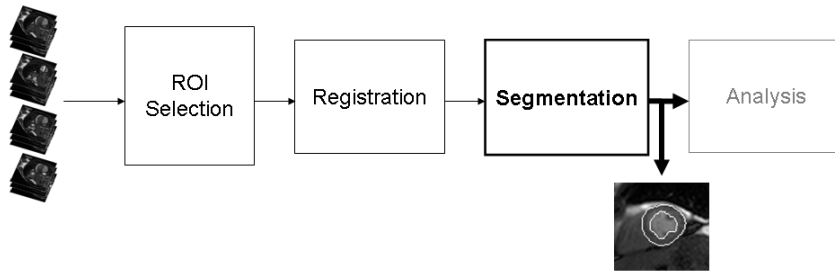 ROI
Selection
Registration
Segmentation
Analysis